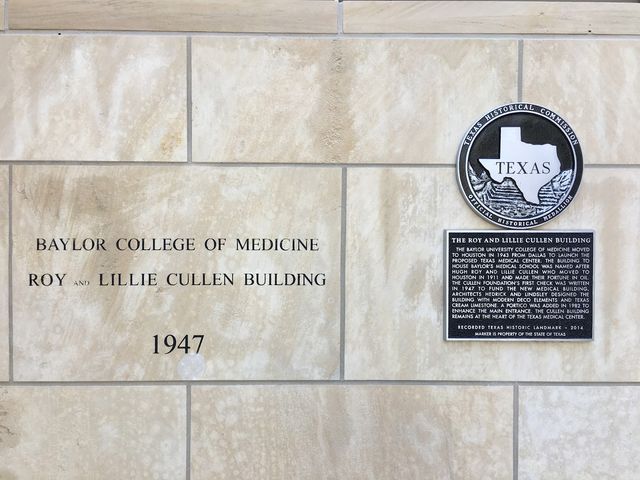 BAYLOR COLLEGE OF MEDICINE
ROY AND LILLIE CULLEN BUILDING
1947
TEXAS HISTORICAL COMMISSION
TEXAS
OFFICIAL HISTORICAL MEDALLION
THE ROY AND LILLIE CULLEN BUILDING
THE BAYLOR UNIVERSITY COLLEGE OF MEDICINE MOVED
TO HOUSTON IN 1943 FROM DALLAS TO LAUNCH THE
PROPOSED TEXAS MEDICAL CENTER. THE BUILDING TO
HOUSE BAYLOR'S MEDICAL SCHOOL WAS NAMED AFTER
HUGH ROY AND LILLIE CULLEN WHO MOVED TO
HOUSTON IN 1911 AND MADE THEIR FORTUNE IN OIL.
THE CULLEN FOUNDATION'S FIRST CHECK WAS WRITTEN
IN 1947 TO FUND THE NEW MEDICAL BUILDING.
ARCHITECTS HEDRICK AND LINDSLEY DESIGNED THE
BUILDING WITH MODERN DECO ELEMENTS AND TEXAS
CREAM LIMESTONE. A PORTICO WAS ADDED IN 1982 TO
ENHANCE THE MAIN ENTRANCE. THE CULLEN BUILDING
REMAINS AT THE HEART OF THE TEXAS MEDICAL CENTER.
RECORDED TEXAS HISTORIC LANDMARK - 2014
MARKER IS PROPERTY OF THE STATE OF TEXAS